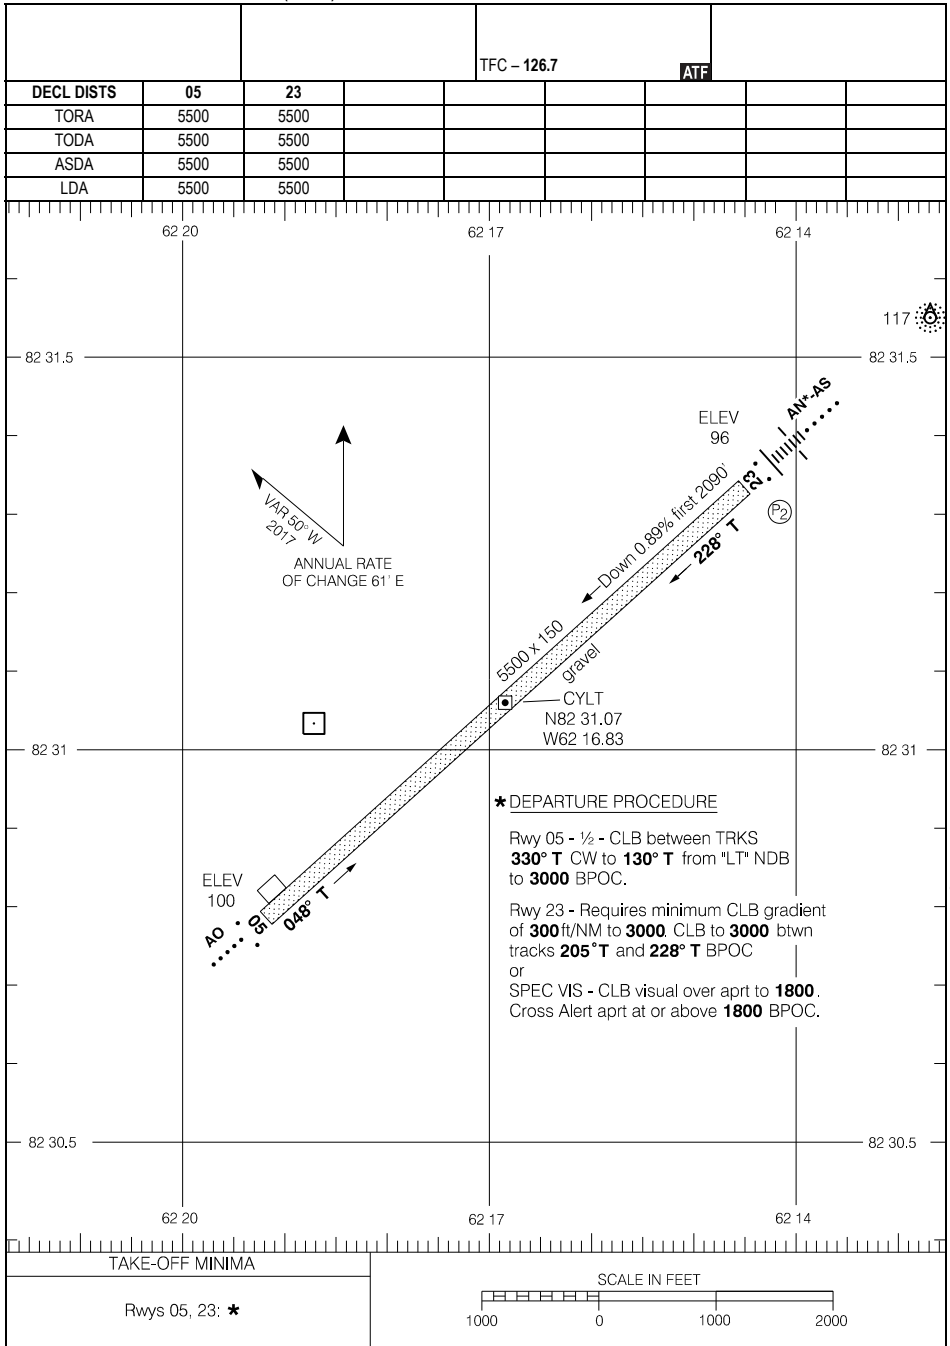 TFC – 126.7
ATF
DECL DISTS 05 23
TORA 5500 5500
TODA 5500 5500
ASDA 5500 5500
LDA 5500 5500
62 20 62 17 62 14
117
82 31.5 82 31.5
AN*-AS
ELEV
96
23
P2
VAR 50° W
2017
ANNUAL RATE
OF CHANGE 61' E
Down 0.89% first 2090'
228° T
5500 x 150
gravel
CYLT
N82 31.07
W62 16.83
82 31 82 31
* DEPARTURE PROCEDURE
Rwy 05 - ½ - CLB between TRKS
330° T CW to 130° T from "LT" NDB
to 3000 BPOC.
ELEV
100
05
048° T
AO
Rwy 23 - Requires minimum CLB gradient
of 300 ft/NM to 3000. CLB to 3000 btwn
tracks 205°T and 228° T BPOC
or
SPEC VIS - CLB visual over aprt to 1800.
Cross Alert aprt at or above 1800 BPOC.
82 30.5 82 30.5
62 20 62 17 62 14
TAKE-OFF MINIMA
Rwys 05, 23: *
SCALE IN FEET
1000 0 1000 2000